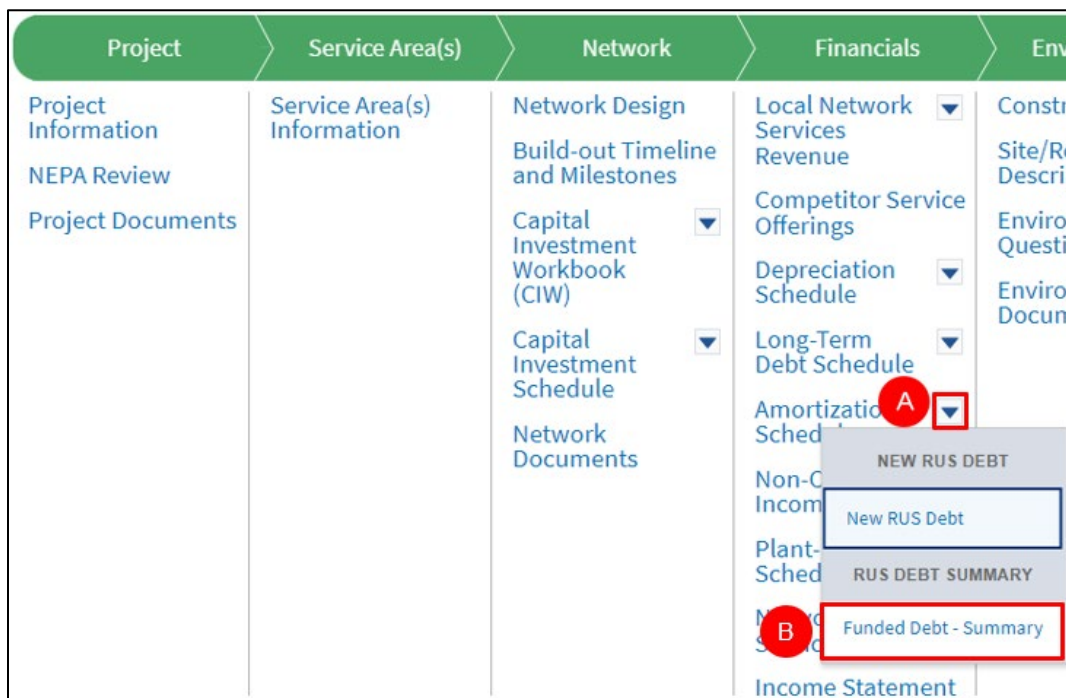 Project
Service Area(s)
Network
Financials
Project
Information
NEPA Review
Project Documents
Service Area(s)
Information
Network Design
Build-out Timeline
and Milestones
Capital
Investment
Workbook
(CIW)
Capital
Investment
Schedule
Network
Documents
Local Network
Services
Revenue
Competitor Service
Offerings
Depreciation
Schedule
Long-Term
Debt Schedule
A
NEW RUS DEBT
New RUS Debt
RUS DEBT SUMMARY
B
Funded Debt - Summary
Plant-
Income Statement